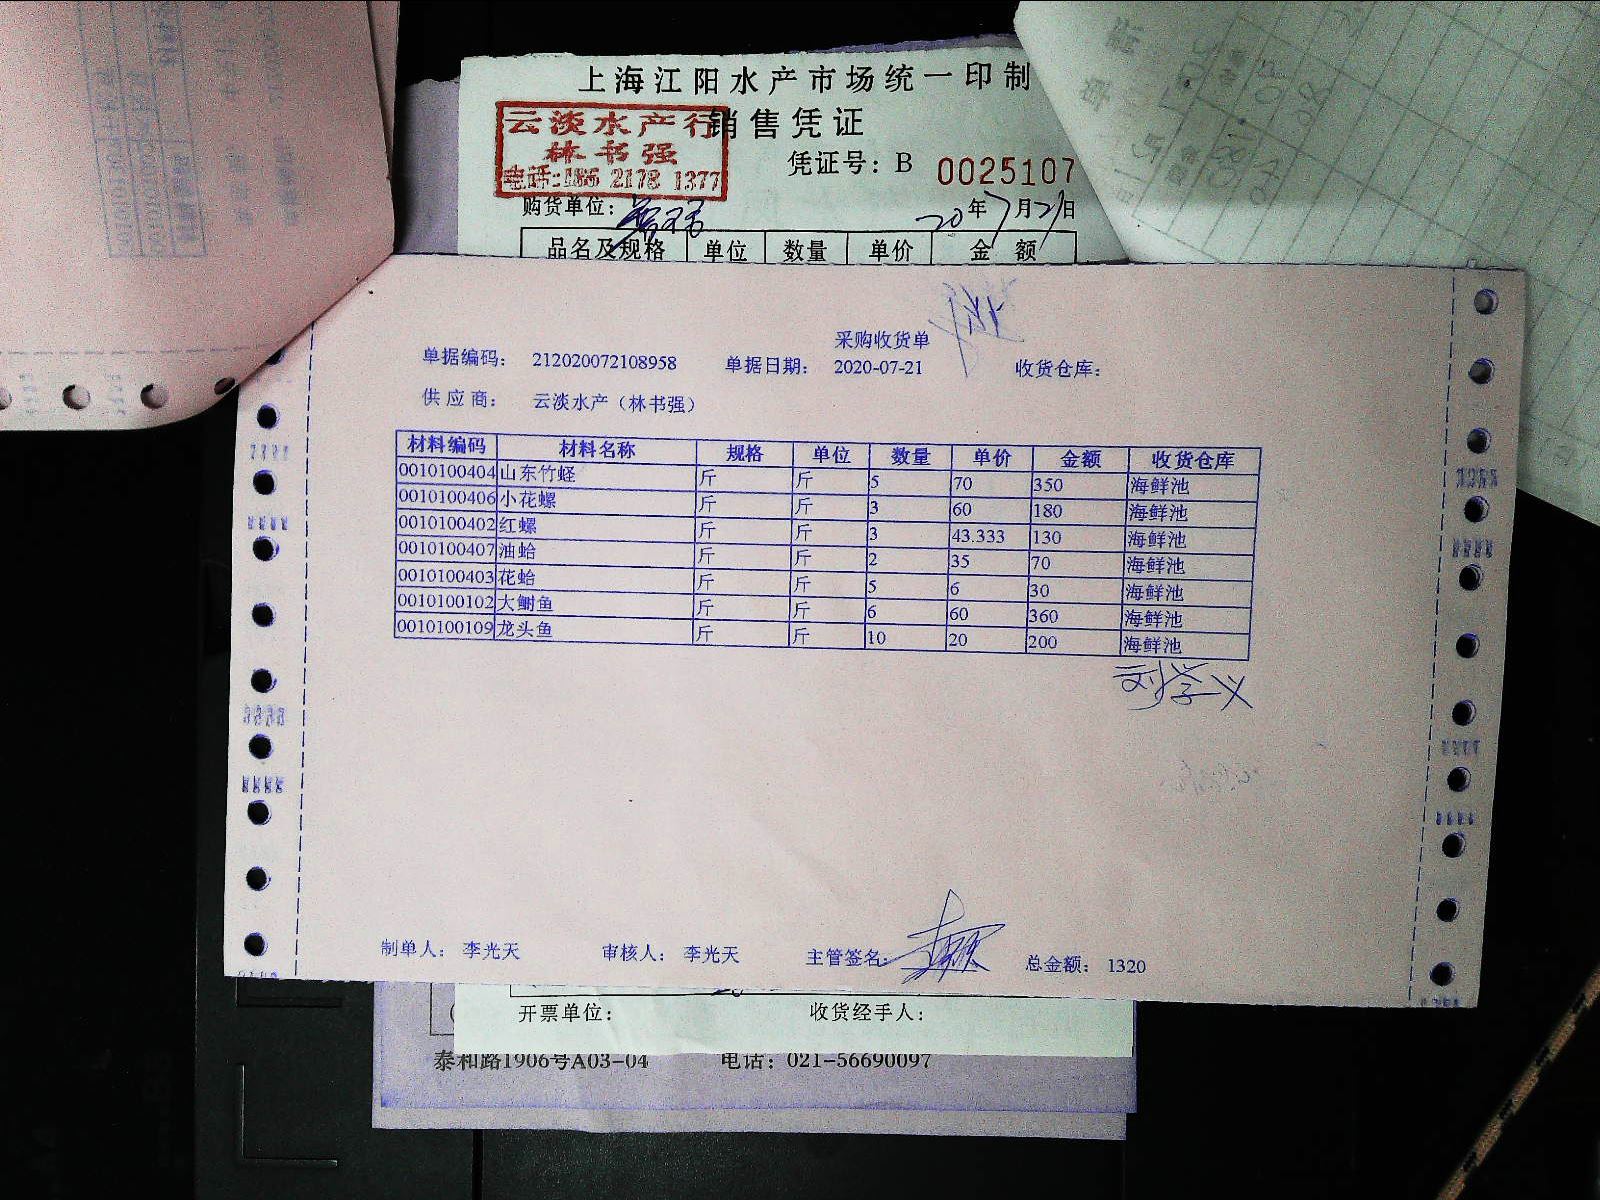 上海江阳水产市场统一印制
销售凭证
云淡水产行
林书强
电话:186 2178 1377
凭证号: B 0025107
购货单位: 20年7月21日
品名及规格 单位 数量 单价 金 额
采购收货单
单据编码: 212020072108958 单据日期: 2020-07-21 收货仓库:
供应商: 云淡水产（林书强）
材料编码 材料名称 规格 单位 数量 单价 金额 收货仓库
0010100404 山东竹蛏 斤 斤 5 70 350 海鲜池
0010100406 小花螺 斤 斤 3 60 180 海鲜池
0010100402 红螺 斤 斤 3 43.333 130 海鲜池
0010100407 油蛤 斤 斤 2 35 70 海鲜池
0010100403 花蛤 斤 斤 5 6 30 海鲜池
0010100102 大鲥鱼 斤 斤 6 60 360 海鲜池
0010100109 龙头鱼 斤 斤 10 20 200 海鲜池
刘学义
制单人: 李光天 审核人: 李光天 主管签名: 总金额: 1320
开票单位: 收货经手人:
泰和路1906号A03-04 电话: 021-56690097